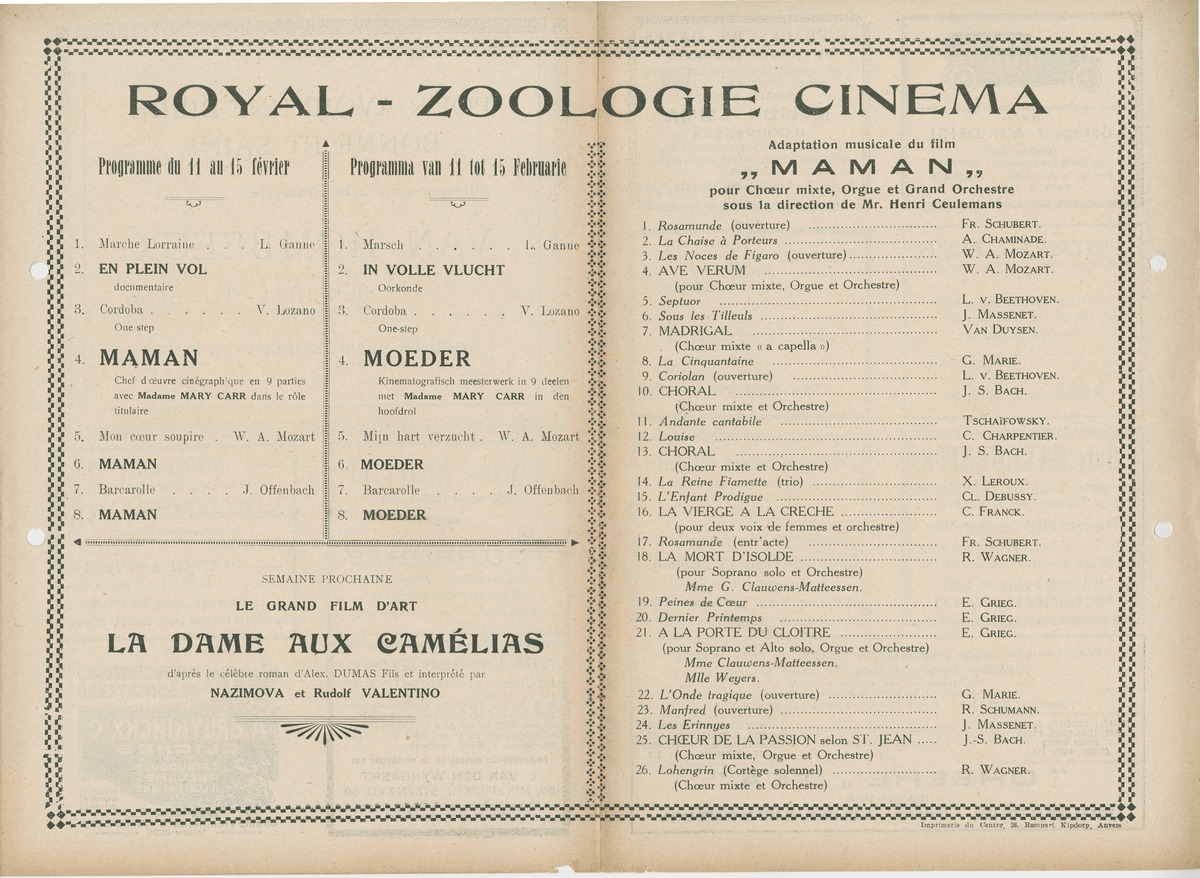 ROYAL - ZOOLOGIE CINEMA
Programme du 11 au 15 février
1. Marche Lorraine . . L. Ganne
2. EN PLEIN VOL
documentaire
3. Cordoba . . . . . . V. Lozano
One-step
4. MAMAN
Chef d'œuvre cinégraphique en 9 parties
avec Madame MARY CARR dans le rôle
titulaire
5. Mon cœur soupire . W. A. Mozart
6. MAMAN
7. Barcarolle . . . . J. Offenbach
8. MAMAN
Programma van 11 tot 15 Februarie
1. Marsch . . . . . . L. Ganne
2. IN VOLLE VLUCHT
Oorkonde
3. Cordoba . . . . . . V. Lozano
One-step
4. MOEDER
Kinematografisch meesterwerk in 9 deelen
met Madame MARY CARR in den
hoofdrol
5. Mijn hart verzucht . W. A. Mozart
6. MOEDER
7. Barcarolle . . . . J. Offenbach
8. MOEDER
SEMAINE PROCHAINE
LE GRAND FILM D'ART
LA DAME AUX CAMÉLIAS
d'après le célèbre roman d'Alex. DUMAS Fils et interprété par
NAZIMOVA et Rudolf VALENTINO
Adaptation musicale du film
„ MAMAN „
pour Chœur mixte, Orgue et Grand Orchestre
sous la direction de Mr. Henri Ceulemans
1. Rosamunde (ouverture) ........ FR. SCHUBERT.
2. La Chaise à Porteurs ........ A. CHAMINADE.
3. Les Noces de Figaro (ouverture) ........ W. A. MOZART.
4. AVE VERUM ........ W. A. MOZART.
(pour Chœur mixte, Orgue et Orchestre)
5. Septuor ........ L. V. BEETHOVEN.
6. Sous les Tilleuls ........ J. MASSENET.
7. MADRIGAL ........ VAN DUYSEN.
(Chœur mixte « a capella »)
8. La Cinquantaine ........ G. MARIE.
9. Coriolan (ouverture) ........ L. V. BEETHOVEN.
10. CHORAL ........ J. S. BACH.
(Chœur mixte et Orchestre)
11. Andante cantabile ........ TSCHAÏFOWSKY.
12. Louise ........ C. CHARPENTIER.
13. CHORAL ........ J. S. BACH.
(Chœur mixte et Orchestre)
14. La Reine Fiamette (trio) ........ X. LEROUX.
15. L'Enfant Prodigue ........ CL. DEBUSSY.
16. LA VIERGE A LA CRECHE ........ C. FRANCK.
(pour deux voix de femmes et orchestre)
17. Rosamunde (entr'acte) ........ FR. SCHUBERT.
18. LA MORT D'ISOLDE ........ R. WAGNER.
(pour Soprano solo et Orchestre)
Mme G. Clauwens-Matteessen.
19. Peines de Cœur ........ E. GRIEG.
20. Dernier Printemps ........ E. GRIEG.
21. A LA PORTE DU CLOITRE ........ E. GRIEG.
(pour Soprano et Alto solo, Orgue et Orchestre)
Mme Clauwens-Matteessen.
Mlle Weyers.
22. L'Onde tragique (ouverture) ........ G. MARIE.
23. Manfred (ouverture) ........ R. SCHUMANN.
24. Les Erinnyes ........ J. MASSENET.
25. CHŒUR DE LA PASSION selon ST. JEAN ..... J.-S. BACH.
(Chœur mixte, Orgue et Orchestre)
26. Lohengrin (Cortège solennel) ........ R. WAGNER.
(Chœur mixte et Orchestre)
Imprimerie du Centre, 26, Rempart Kipdorp, Anvers